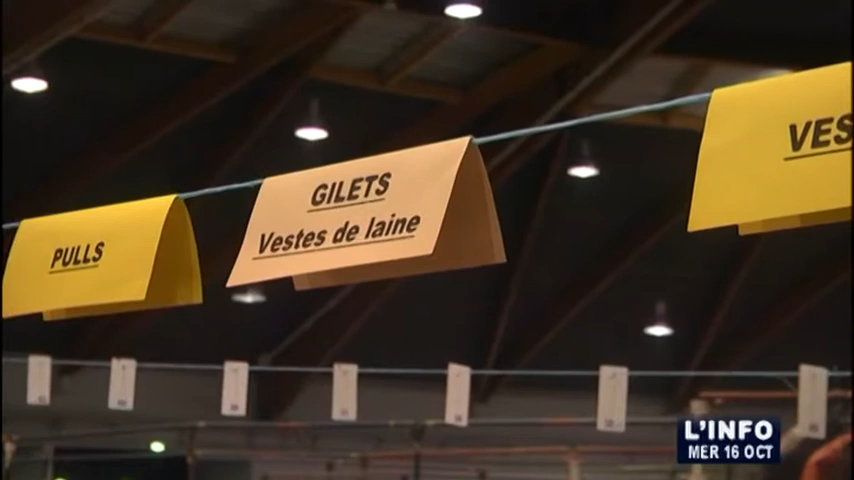 PULLS
GILETS
Vestes de laine
VES
L'INFO
MER 16 OCT